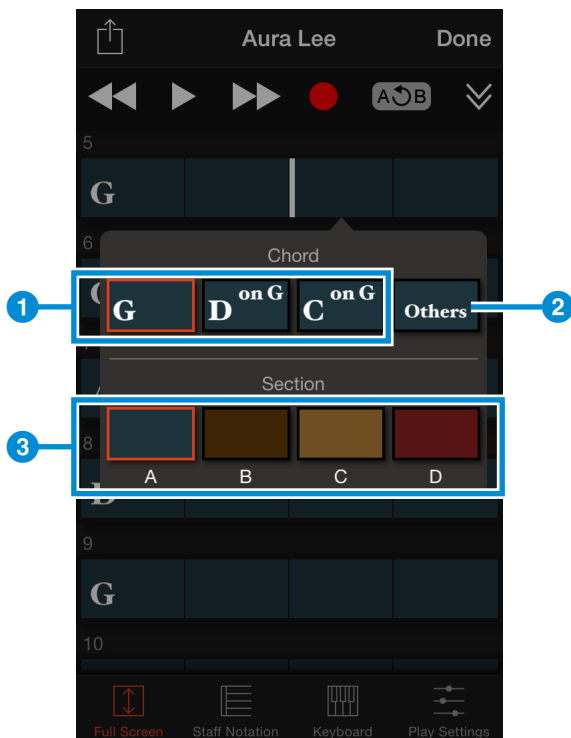 Aura Lee Done
A B
5
G
6
Chord
1 G D on G C on G Others 2
Section
3 8
A B C D
D
9
G
10
Full Screen Staff Notation Keyboard Play Settings